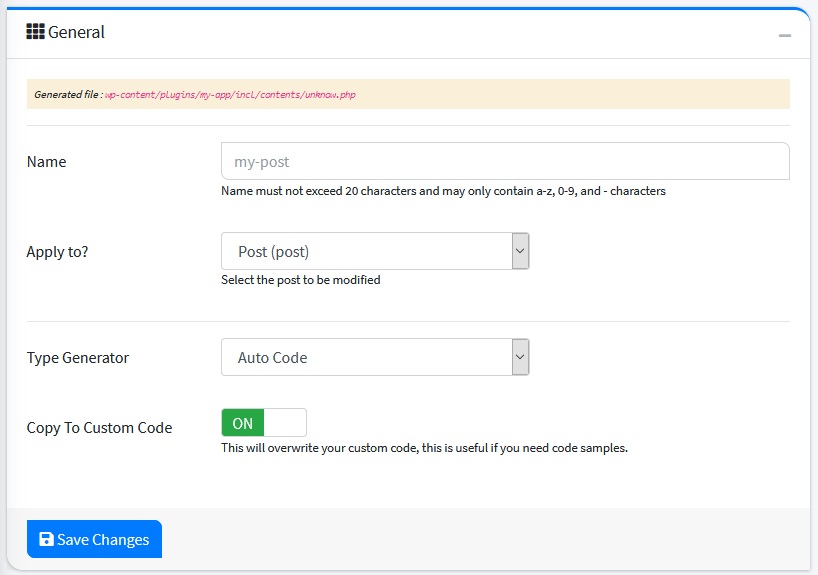 General
Generated file : wp-content/plugins/my-app/incl/contents/unknow.php
Name
my-post
Name must not exceed 20 characters and may only contain a-z, 0-9, and - characters
Apply to?
Post (post)
Select the post to be modified
Type Generator
Auto Code
Copy To Custom Code
ON
This will overwrite your custom code, this is useful if you need code samples.
Save Changes